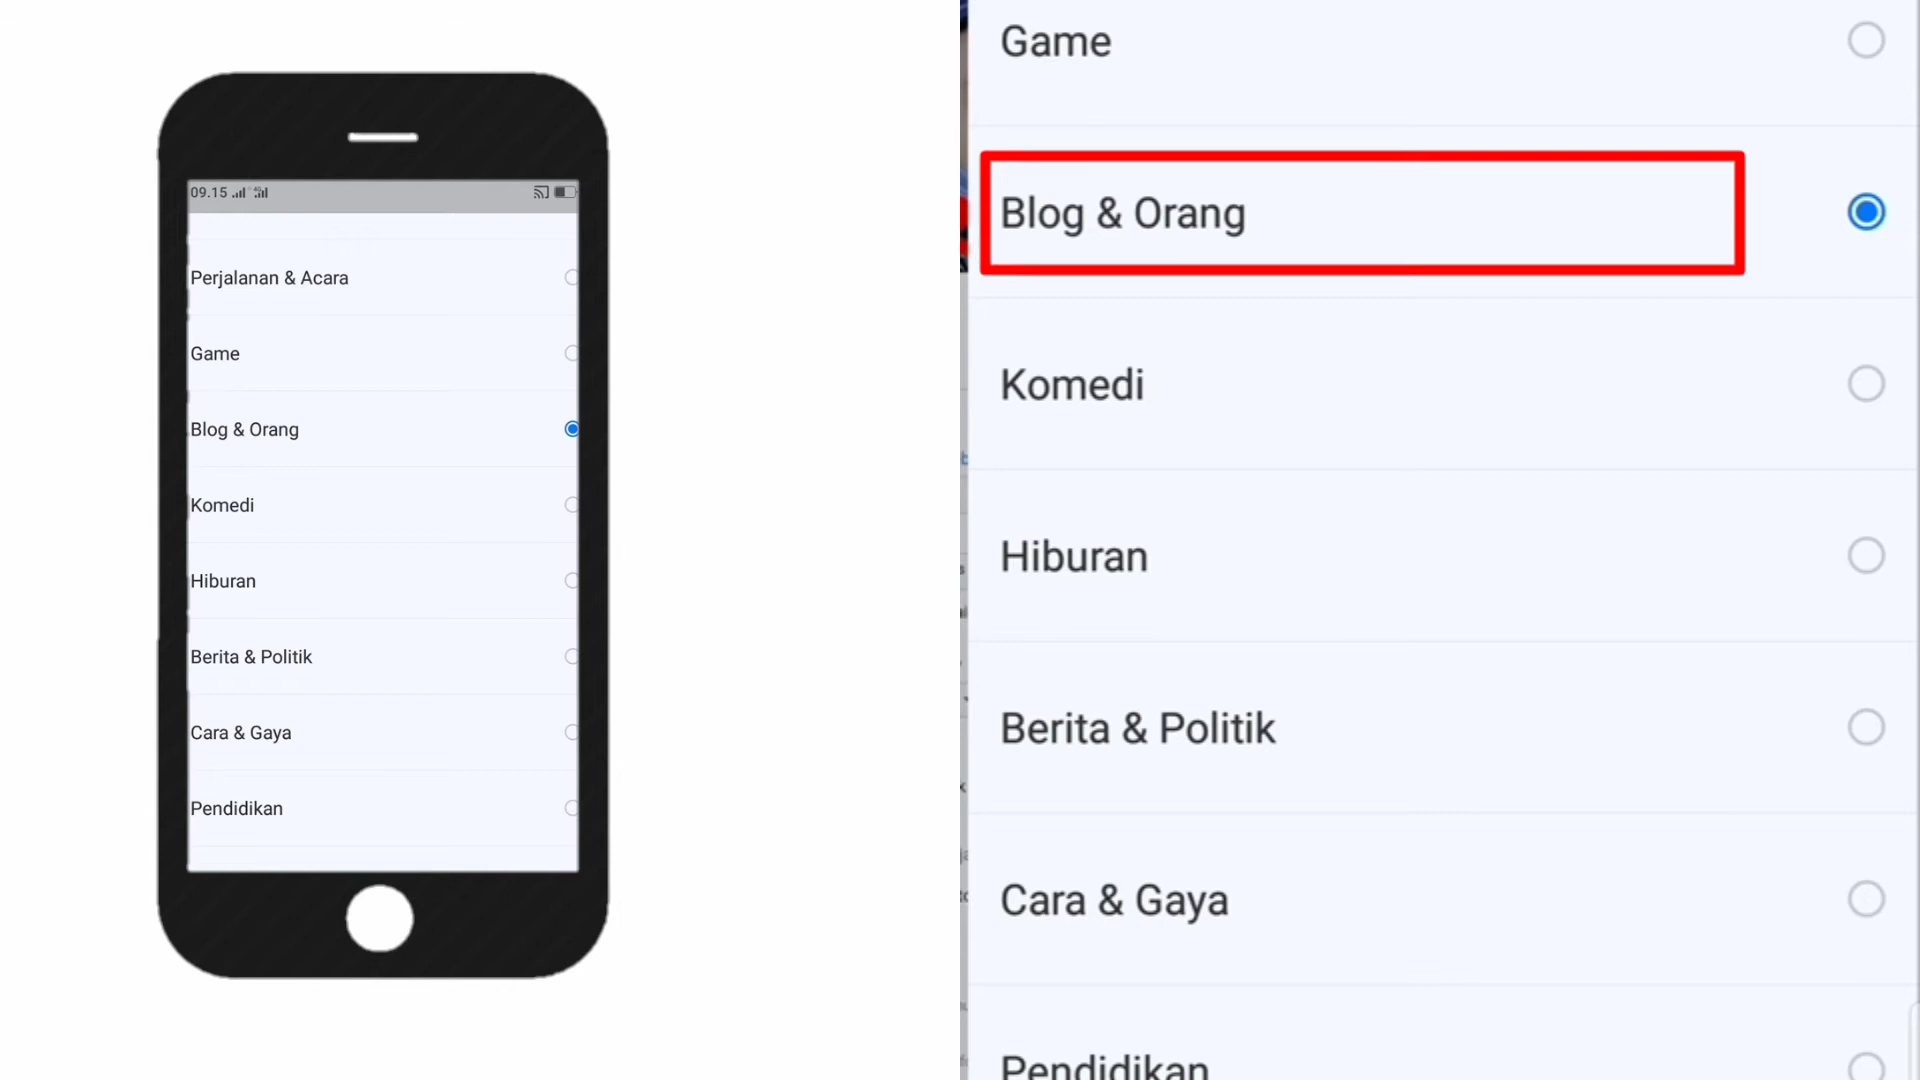 09.15
Perjalanan & Acara
Game
Blog & Orang
Komedi
Hiburan
Berita & Politik
Cara & Gaya
Pendidikan
Game
Blog & Orang
Komedi
Hiburan
Berita & Politik
Cara & Gaya
Pendidikan